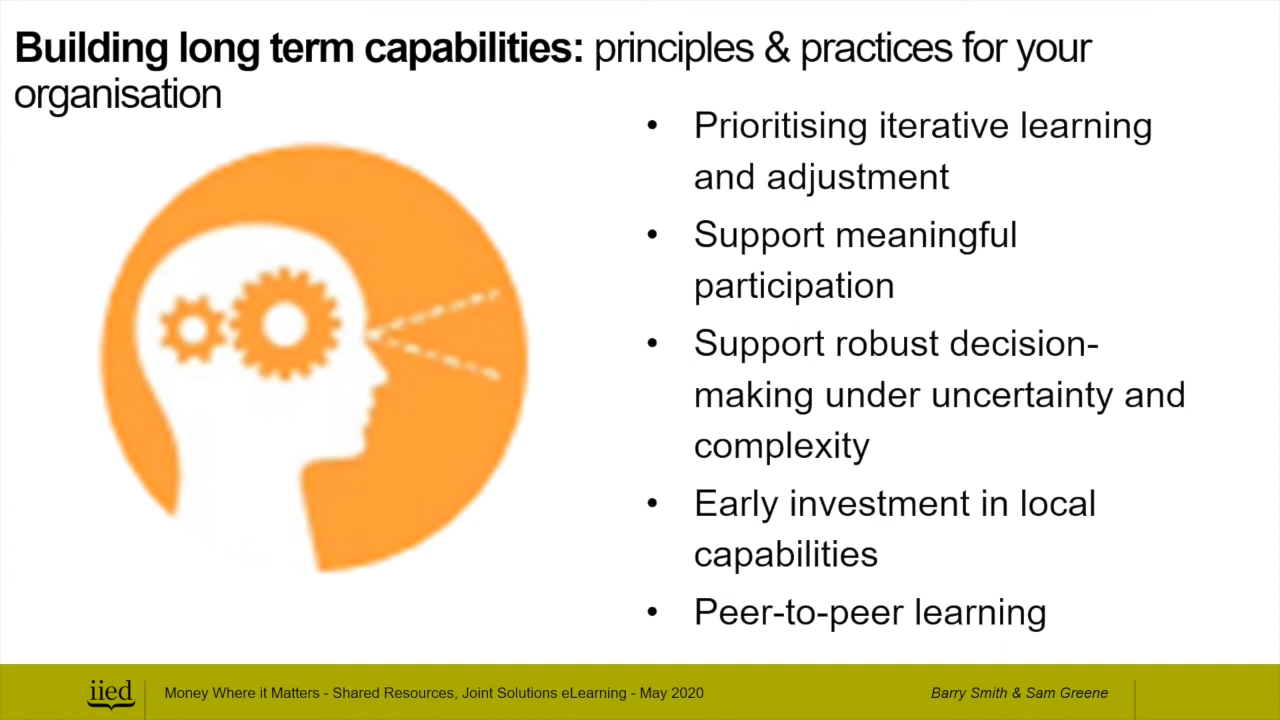 Building long term capabilities: principles & practices for your
organisation
• Prioritising iterative learning
and adjustment
• Support meaningful
participation
• Support robust decision-
making under uncertainty and
complexity
• Early investment in local
capabilities
• Peer-to-peer learning
iied
Money Where it Matters - Shared Resources, Joint Solutions eLearning - May 2020
Barry Smith & Sam Greene